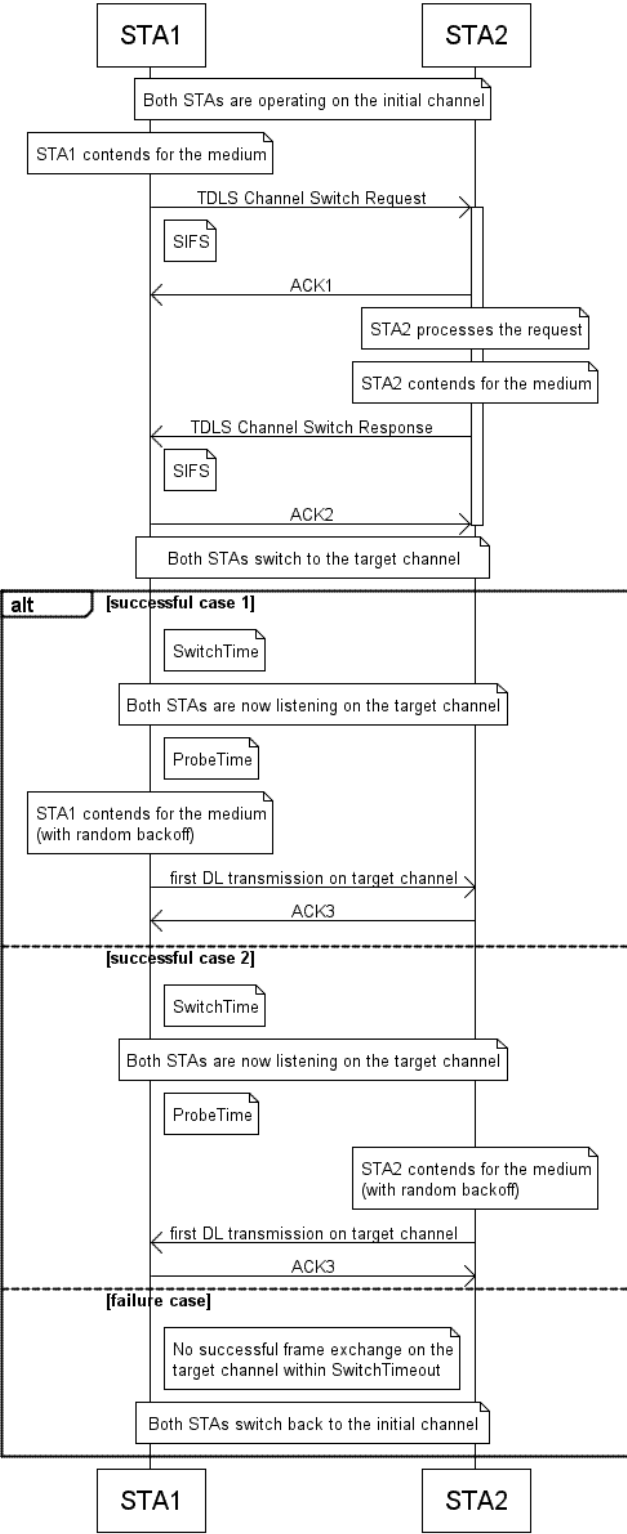 STA1
STA2
Both STAs are operating on the initial channel
STA1 contends for the medium
TDLS Channel Switch Request
SIFS
ACK1
STA2 processes the request
STA2 contends for the medium
TDLS Channel Switch Response
SIFS
ACK2
Both STAs switch to the target channel
alt
[successful case 1]
SwitchTime
Both STAs are now listening on the target channel
ProbeTime
STA1 contends for the medium
(with random backoff)
first DL transmission on target channel
ACK3
[successful case 2]
SwitchTime
Both STAs are now listening on the target channel
ProbeTime
STA2 contends for the medium
(with random backoff)
first DL transmission on target channel
ACK3
[failure case]
No successful frame exchange on the
target channel within SwitchTimeout
Both STAs switch back to the initial channel
STA1
STA2